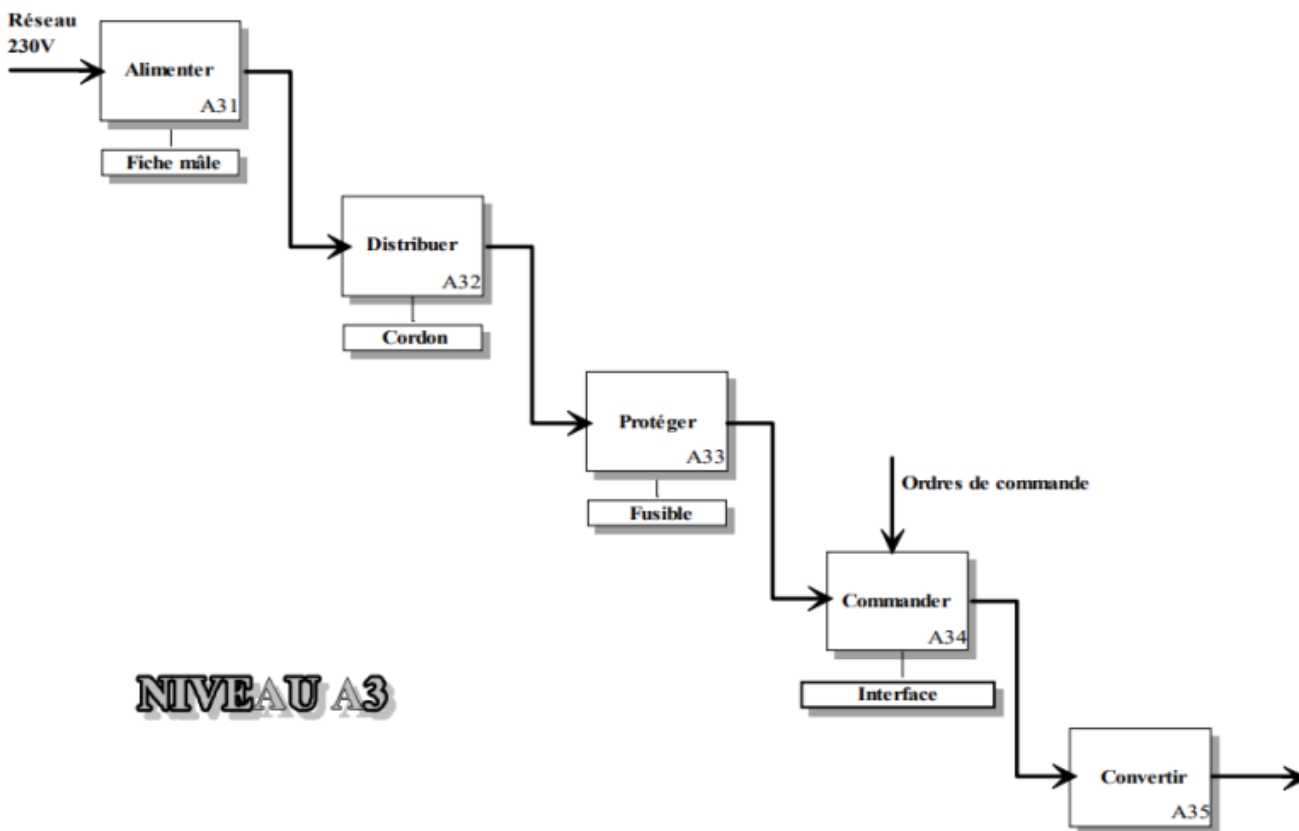 Réseau
230V
Alimenter
A31
Fiche mâle
Distribuer
A32
Cordon
Protéger
A33
Fusible
Ordres de commande
Commander
A34
Interface
NIVEAU A3
Convertir
A35